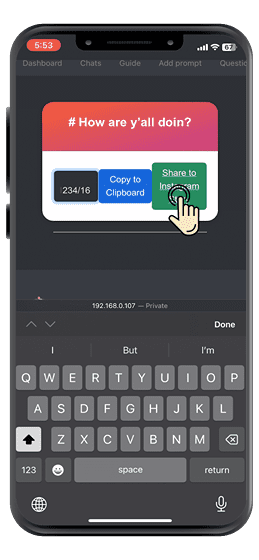 5:53
67
Dashboard Chats Guide Add prompt Questio
# How are y'all doin?
234/16
Copy to
Clipboard
Share to
Instagram
192.168.0.107 — Private
Done
I But I'm
Q W E R T Y U I O P
A S D F G H J K L
Z X C V B N M
123 space return